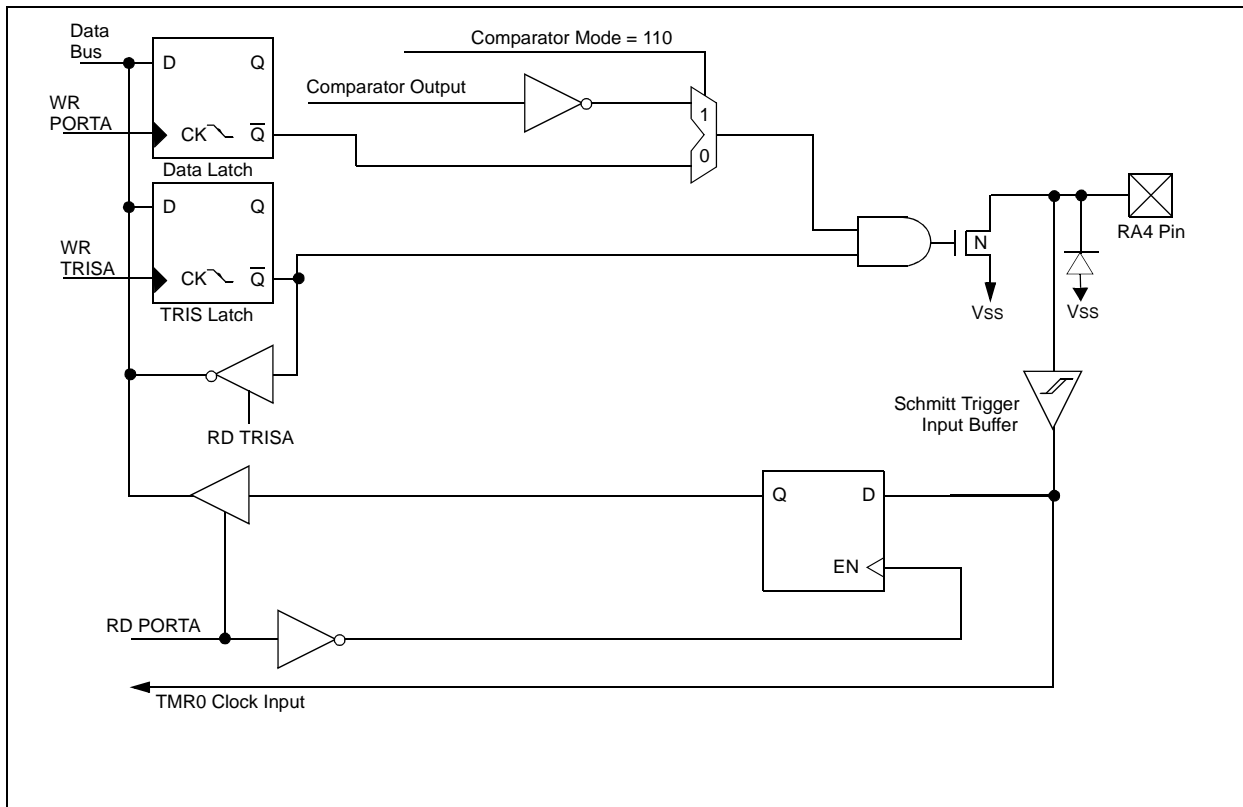 Data
Bus
D
Q
WR
PORTA
CK
Q
Data Latch
Comparator Mode = 110
Comparator Output
1
0
D
Q
WR
TRISA
CK
Q
TRIS Latch
N
VSS
VSS
RA4 Pin
RD TRISA
Schmitt Trigger
Input Buffer
Q
D
EN
RD PORTA
TMR0 Clock Input